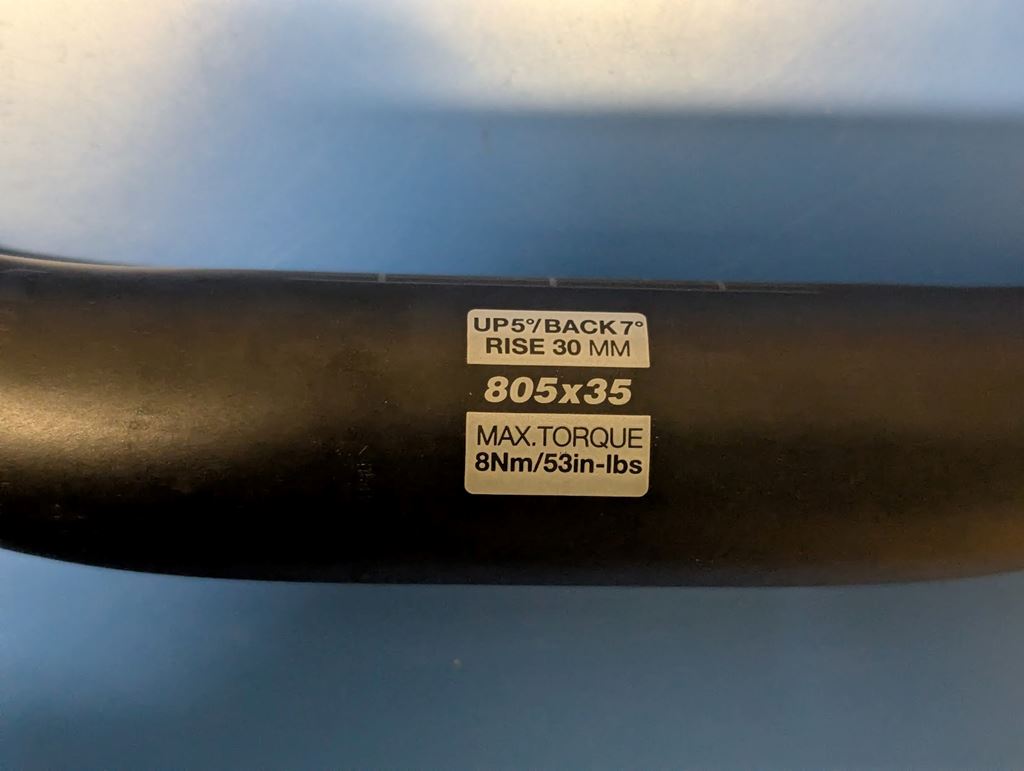 UP5°/BACK7°
RISE 30 MM
805x35
MAX.TORQUE
8Nm/53in-lbs